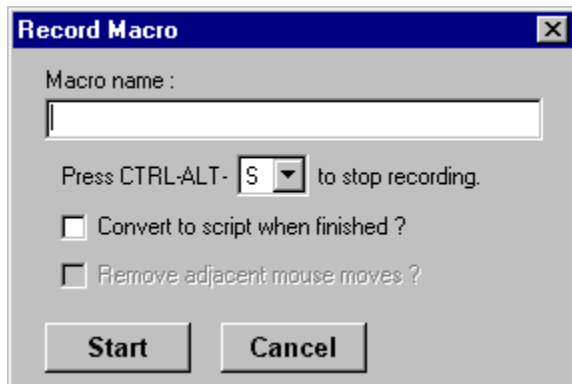 Record Macro
Macro name :
Press CTRL-ALT- S to stop recording.
Convert to script when finished ?
Remove adjacent mouse moves ?
Start Cancel